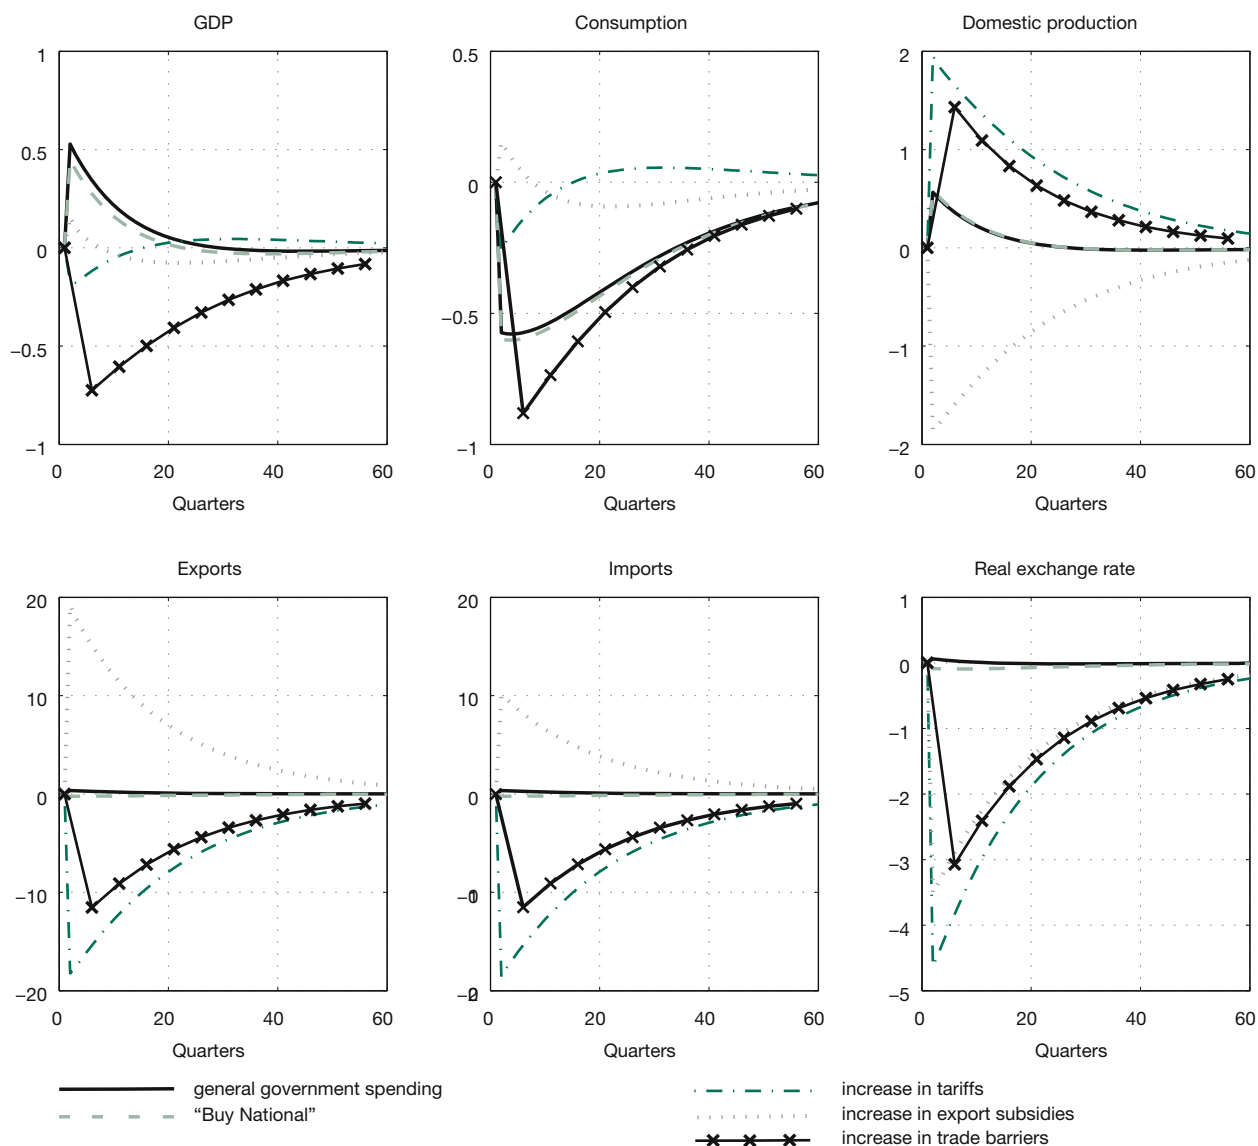 GDP
Consumption
Domestic production
1
0.5
0
−0.5
−1
0 20 40 60
Quarters
0.5
0
−0.5
−1
0 20 40 60
Quarters
2
1
0
−1
−2
0 20 40 60
Quarters
Exports
Imports
Real exchange rate
20
10
0
−10
−20
0 20 40 60
Quarters
20
10
0
−10
−20
0 20 40 60
Quarters
1
0
−1
−2
−3
−4
−5
0 20 40 60
Quarters
general government spending
“Buy National”
increase in tariffs
increase in export subsidies
increase in trade barriers